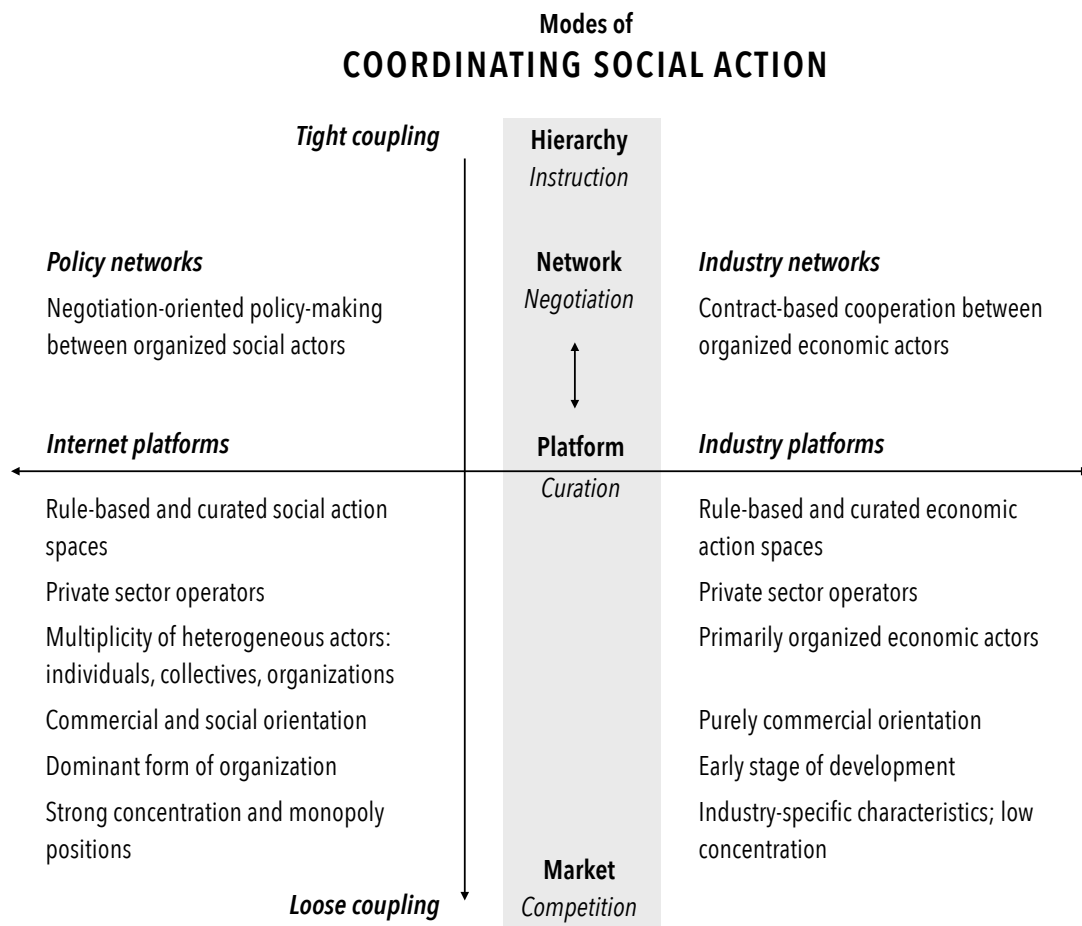 Modes of
COORDINATING SOCIAL ACTION
Tight coupling
Hierarchy
Instruction
Policy networks
Negotiation-oriented policy-making
between organized social actors
Network
Negotiation
Industry networks
Contract-based cooperation between
organized economic actors
Internet platforms
Platform
Curation
Industry platforms
Rule-based and curated social action
spaces
Private sector operators
Multiplicity of heterogeneous actors:
individuals, collectives, organizations
Commercial and social orientation
Dominant form of organization
Strong concentration and monopoly
positions
Rule-based and curated economic
action spaces
Private sector operators
Primarily organized economic actors
Purely commercial orientation
Early stage of development
Industry-specific characteristics; low
concentration
Market
Competition
Loose coupling